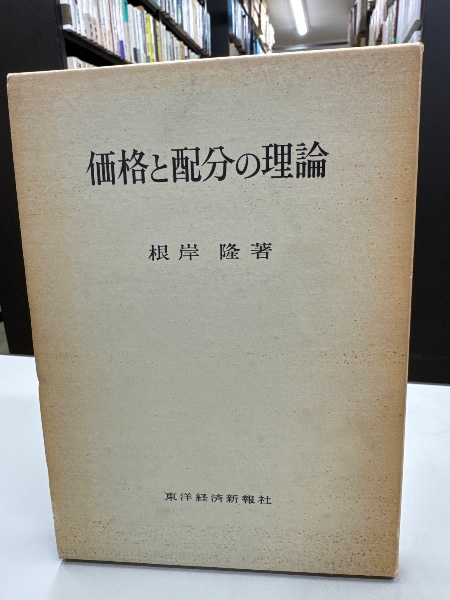 価格と配分の理論
根岸 隆 著
東洋経済新報社